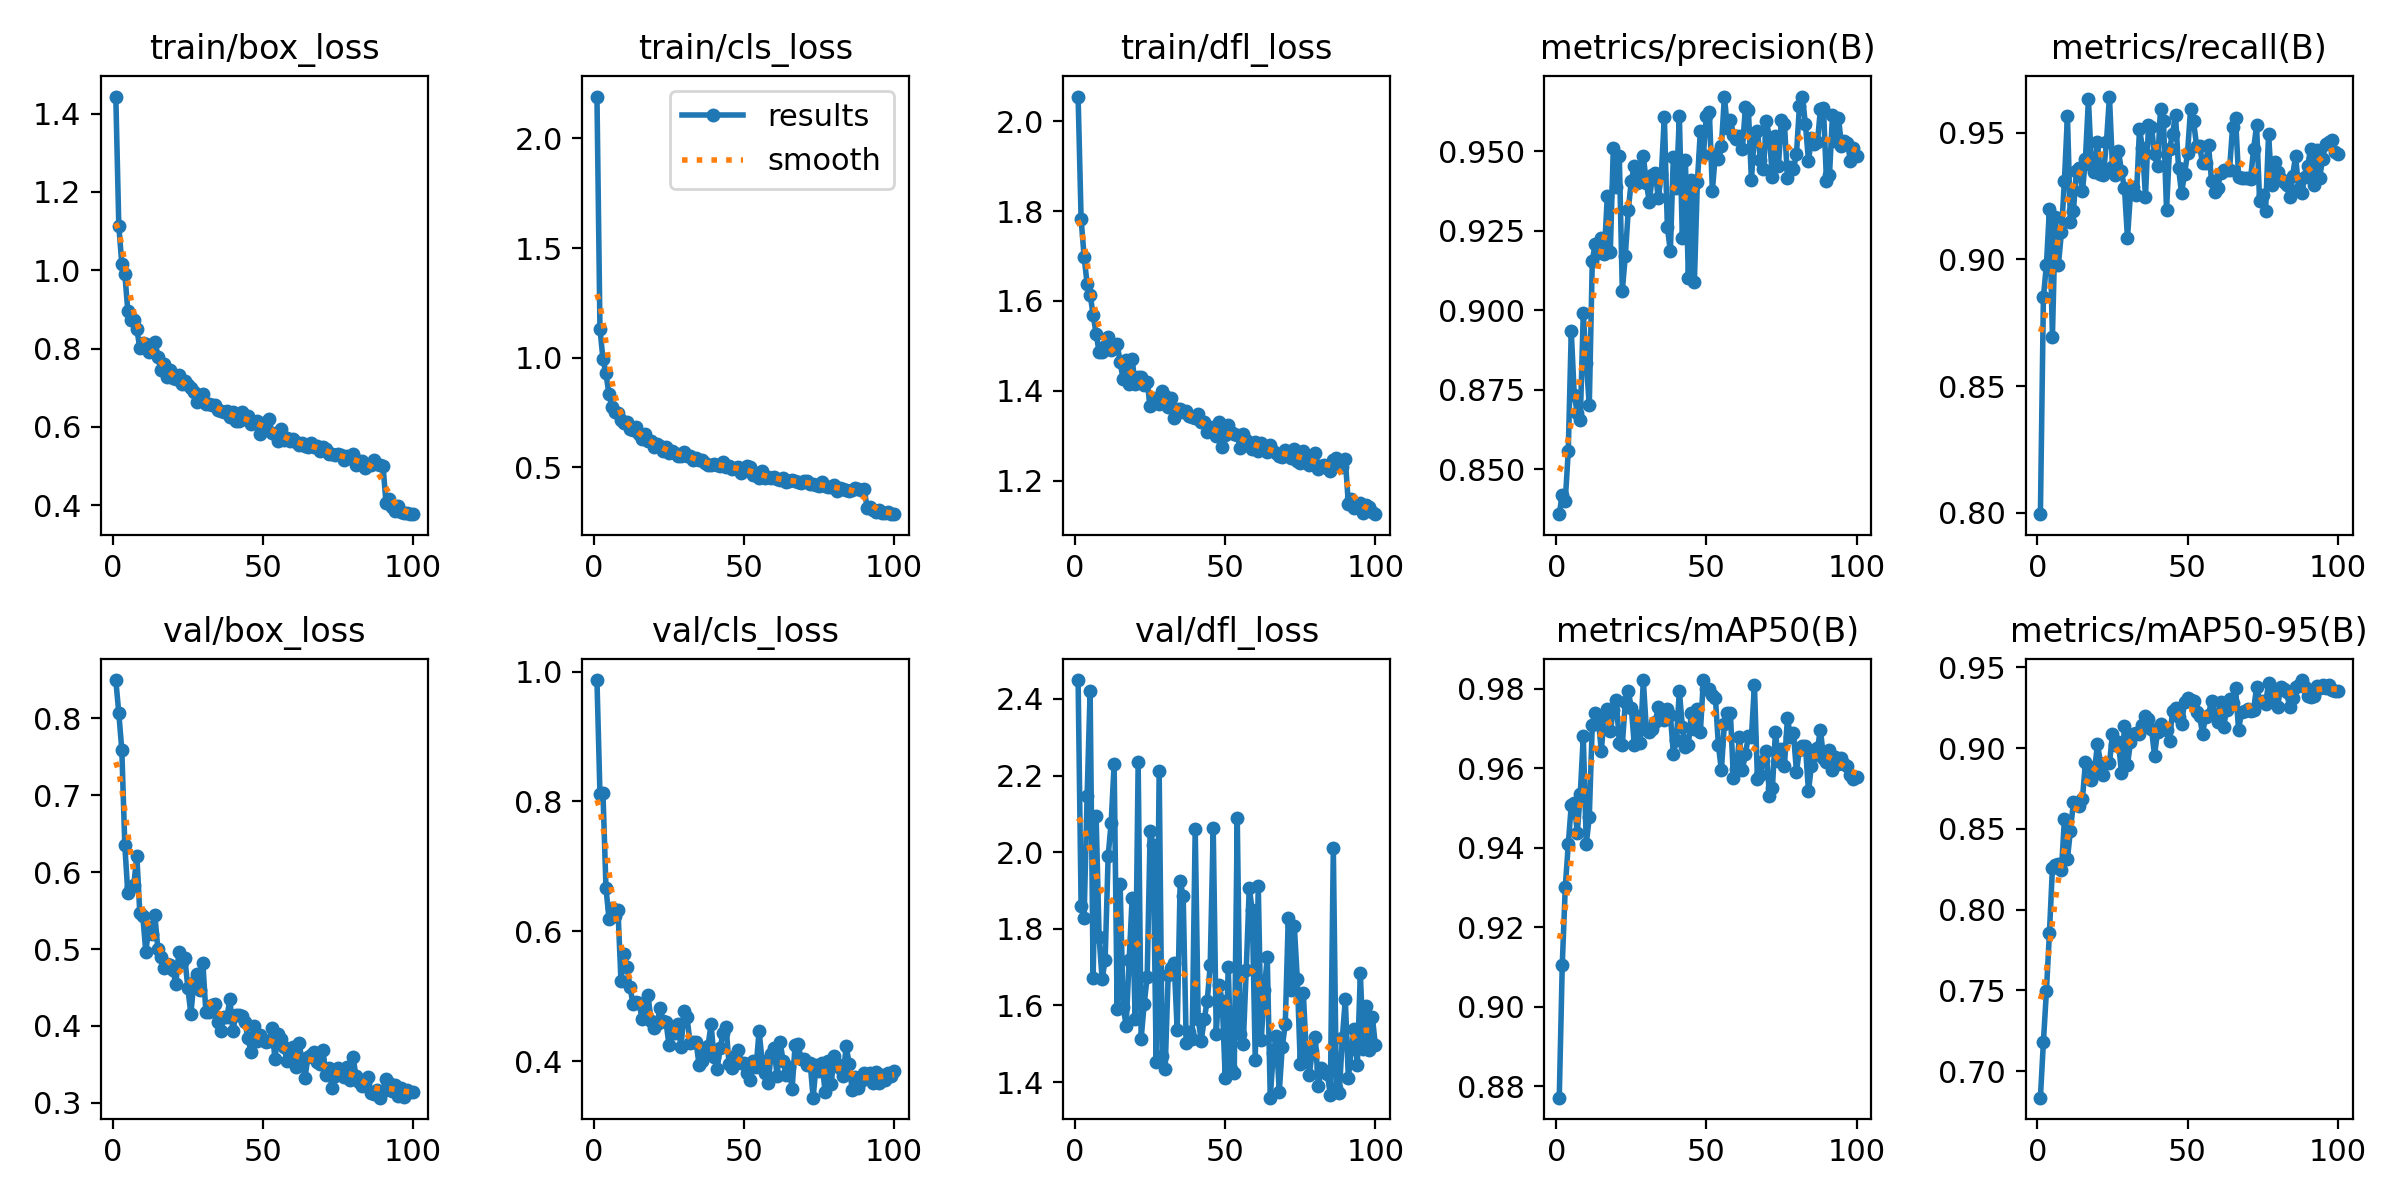 train/box_loss
1.4
1.2
1.0
0.8
0.6
0.4
0 50 100
train/cls_loss
results
smooth
2.0
1.5
1.0
0.5
0 50 100
train/dfl_loss
2.0
1.8
1.6
1.4
1.2
0 50 100
metrics/precision(B)
0.950
0.925
0.900
0.875
0.850
0 50 100
metrics/recall(B)
0.95
0.90
0.85
0.80
0 50 100
val/box_loss
0.8
0.7
0.6
0.5
0.4
0.3
0 50 100
val/cls_loss
1.0
0.8
0.6
0.4
0 50 100
val/dfl_loss
2.4
2.2
2.0
1.8
1.6
1.4
0 50 100
metrics/mAP50(B)
0.98
0.96
0.94
0.92
0.90
0.88
0 50 100
metrics/mAP50-95(B)
0.95
0.90
0.85
0.80
0.75
0.70
0 50 100